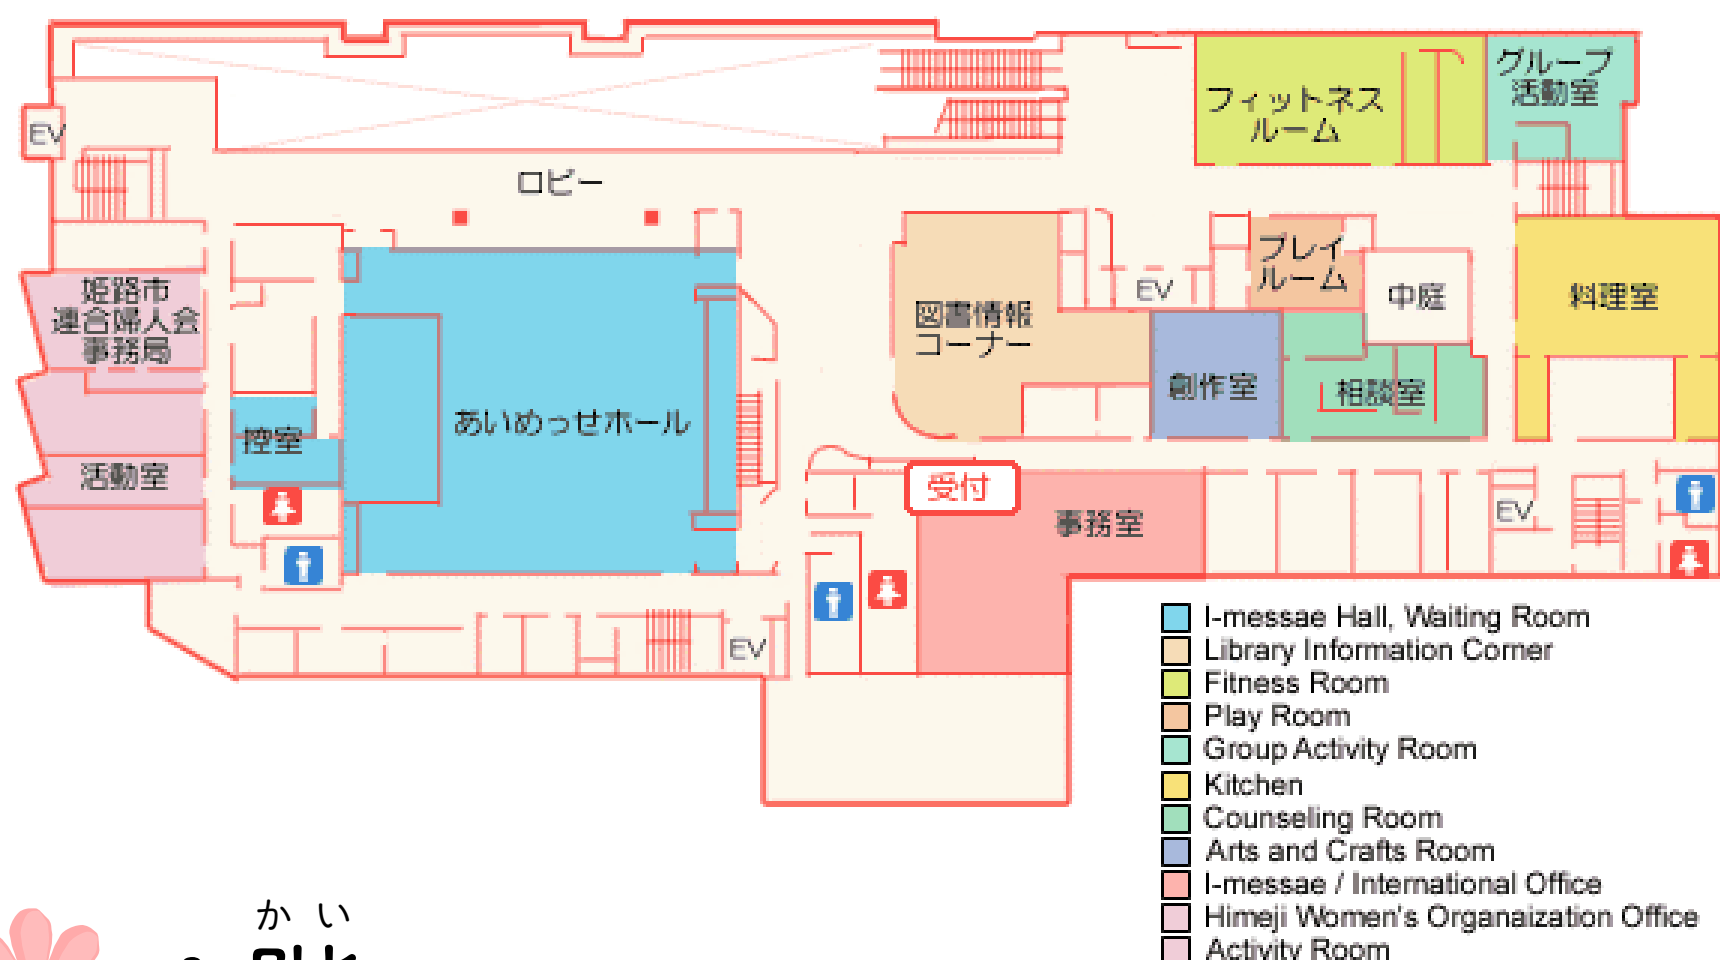 グループ
活動室
フィットネス
ルーム
EV
ロビー
プレイ
ルーム
姫路市
連合婦人会
事務局
EV
中庭
料理室
図書情報
コーナー
創作室
相談室
あいめっせホール
控室
活動室
受付
事務室
EV
EV
I-messae Hall, Waiting Room
Library Information Corner
Fitness Room
Play Room
Group Activity Room
Kitchen
Counseling Room
Arts and Crafts Room
I-messae / International Office
Himeji Women's Organaization Office
Activity Room
かい